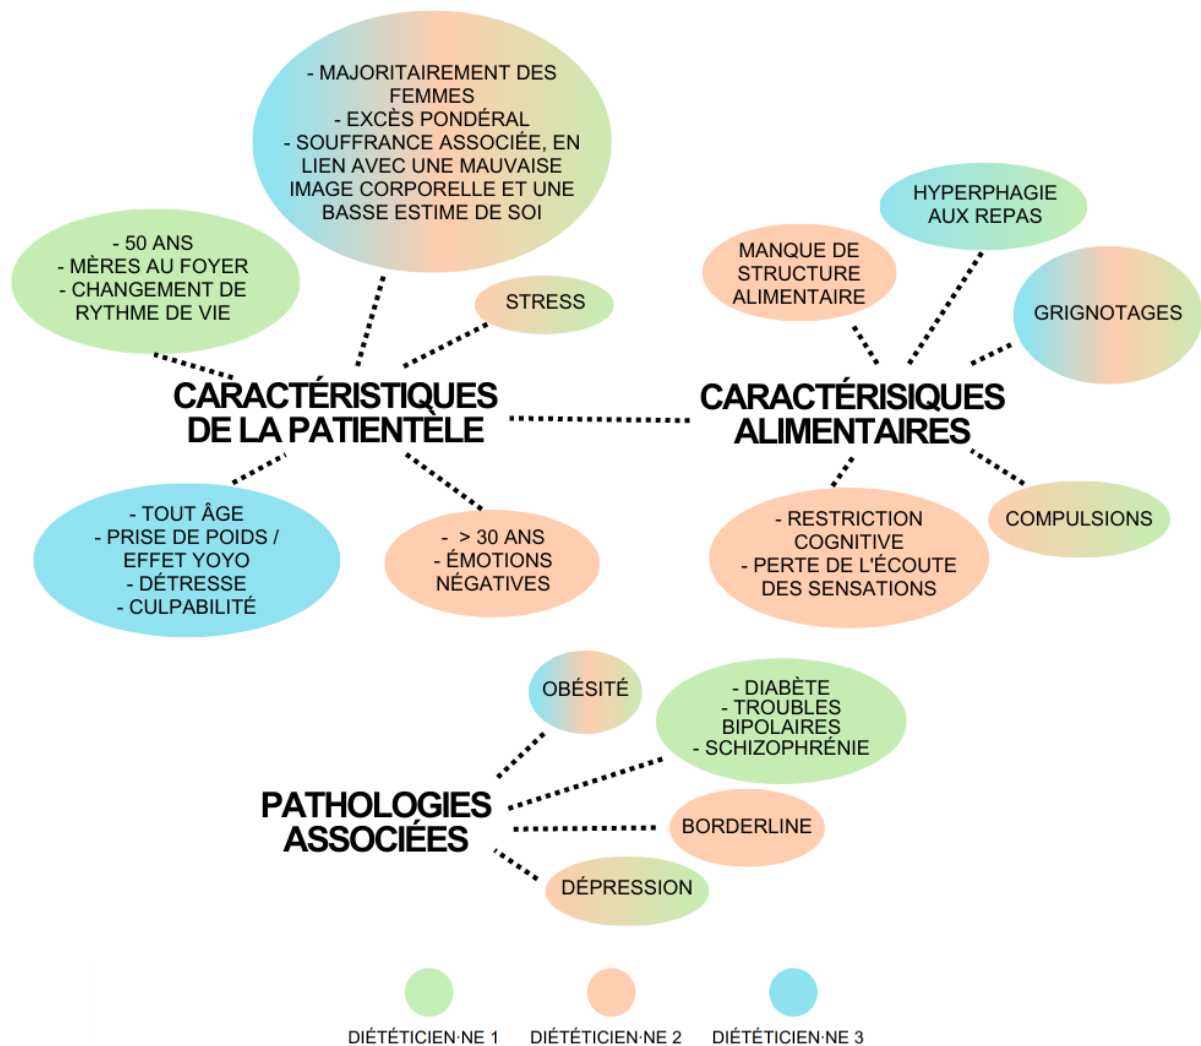 - MAJORITAIREMENT DES
FEMMES
- EXCÈS PONDÉRAL
- SOUFFRANCE ASSOCIÉE, EN
LIEN AVEC UNE MAUVAISE
IMAGE CORPORELLE ET UNE
BASSE ESTIME DE SOI
- 50 ANS
- MÈRES AU FOYER
- CHANGEMENT DE
RYTHME DE VIE
STRESS
CARACTÉRISTIQUES
DE LA PATIENTÈLE
- TOUT ÂGE
- PRISE DE POIDS /
EFFET YOYO
- DÉTRESSE
- CULPABILITÉ
- > 30 ANS
- ÉMOTIONS
NÉGATIVES
HYPERPHAGIE
AUX REPAS
MANQUE DE
STRUCTURE
ALIMENTAIRE
GRIGNOTAGES
CARACTÉRISIQUES
ALIMENTAIRES
- RESTRICTION
COGNITIVE
- PERTE DE L'ÉCOUTE
DES SENSATIONS
COMPULSIONS
OBÉSITÉ
- DIABÈTE
- TROUBLES
BIPOLAIRES
- SCHIZOPHRÉNIE
PATHOLOGIES
ASSOCIÉES
BORDERLINE
DÉPRESSION
DIÉTÉTICIEN·NE 1
DIÉTÉTICIEN·NE 2
DIÉTÉTICIEN·NE 3